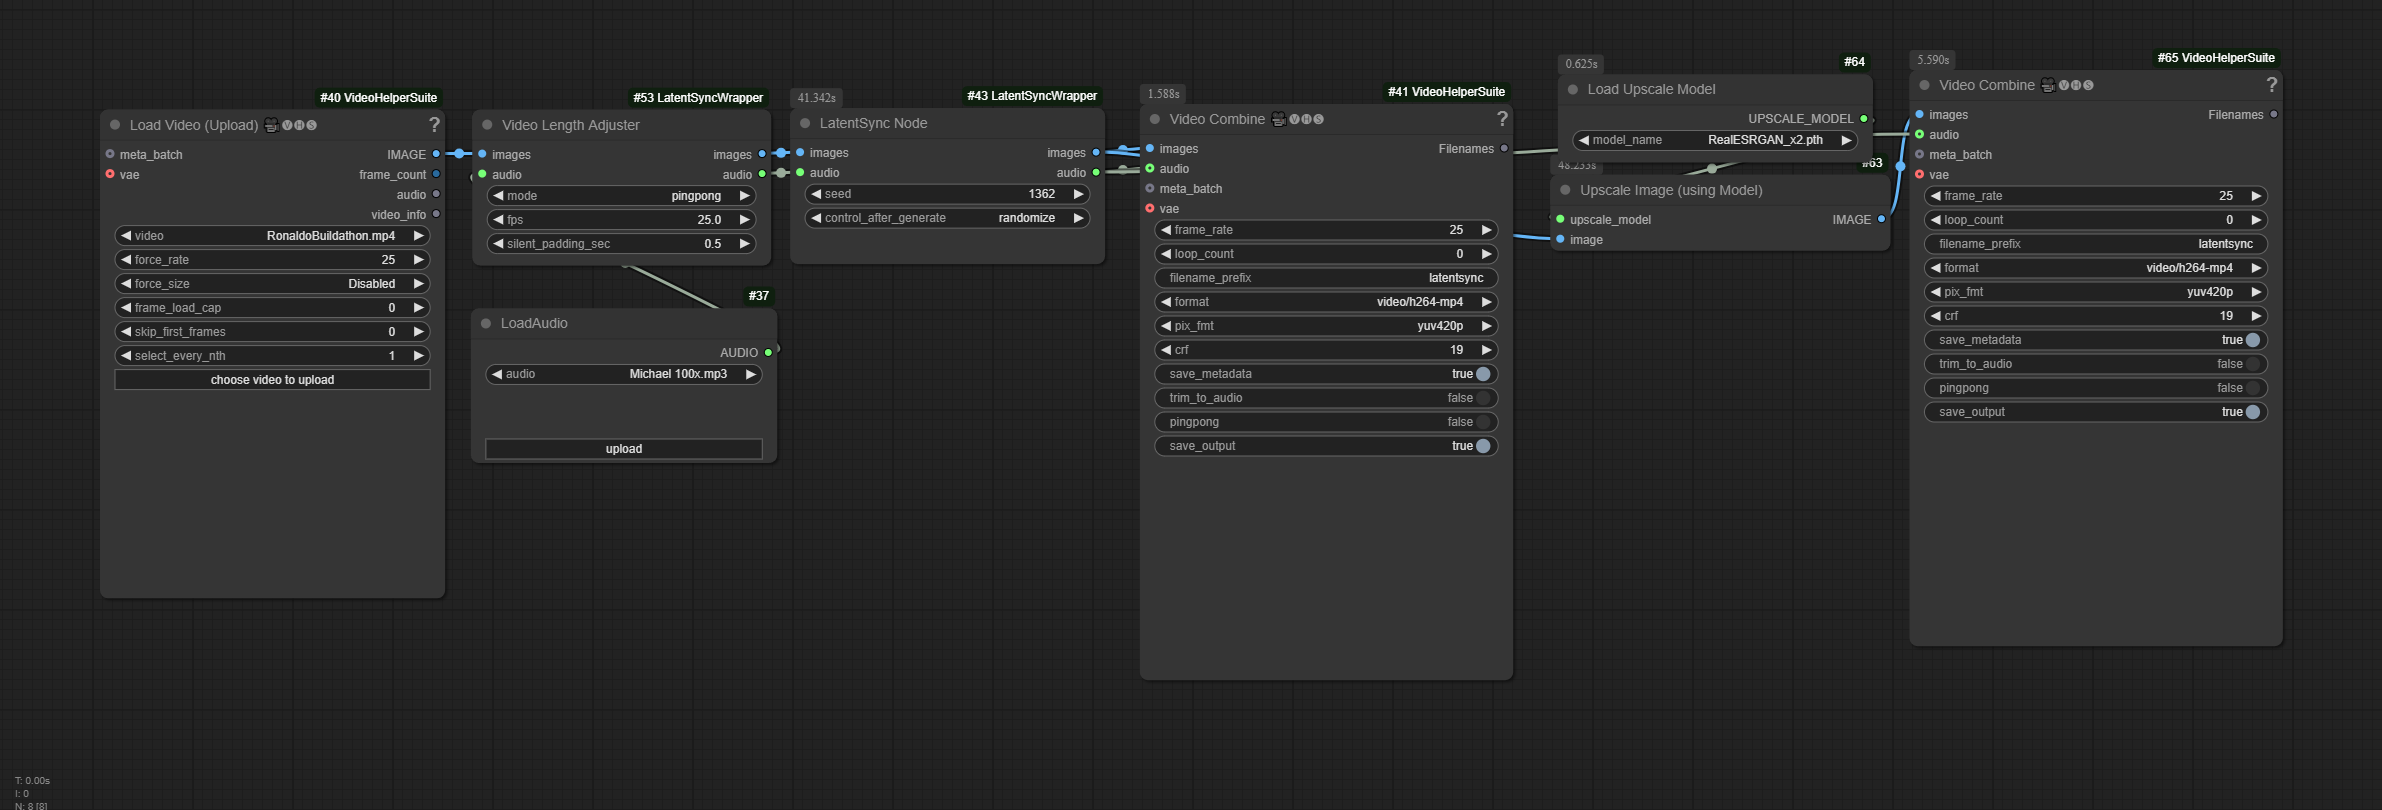 #40 VideoHelperSuite
Load Video (Upload) VHS ?
meta_batch IMAGE
vae frame_count
audio
video_info
video RonaldoBuildathon.mp4
force_rate 25
force_size Disabled
frame_load_cap 0
skip_first_frames 0
select_every_nth 1
choose video to upload
#53 LatentSyncWrapper
Video Length Adjuster
images images
audio audio
mode pingpong
fps 25.0
silent_padding_sec 0.5
#37
LoadAudio
AUDIO
audio Michael 100x.mp3
upload
41.342s #43 LatentSyncWrapper
LatentSync Node
images images
audio audio
seed 1362
control_after_generate randomize
1.588s #41 VideoHelperSuite
Video Combine VHS ?
images Filenames
audio
meta_batch
vae
frame_rate 25
loop_count 0
filename_prefix latentsync
format video/h264-mp4
pix_fmt yuv420p
crf 19
save_metadata true
trim_to_audio false
pingpong false
save_output true
0.625s #64
Load Upscale Model
UPSCALE_MODEL
model_name RealESRGAN_x2.pth
#63
Upscale Image (using Model)
upscale_model IMAGE
image
5.590s #65 VideoHelperSuite
Video Combine VHS ?
images Filenames
audio
meta_batch
vae
frame_rate 25
loop_count 0
filename_prefix latentsync
format video/h264-mp4
pix_fmt yuv420p
crf 19
save_metadata true
trim_to_audio false
pingpong false
save_output true
T: 0.00s
I: 0
N: 8 [8]